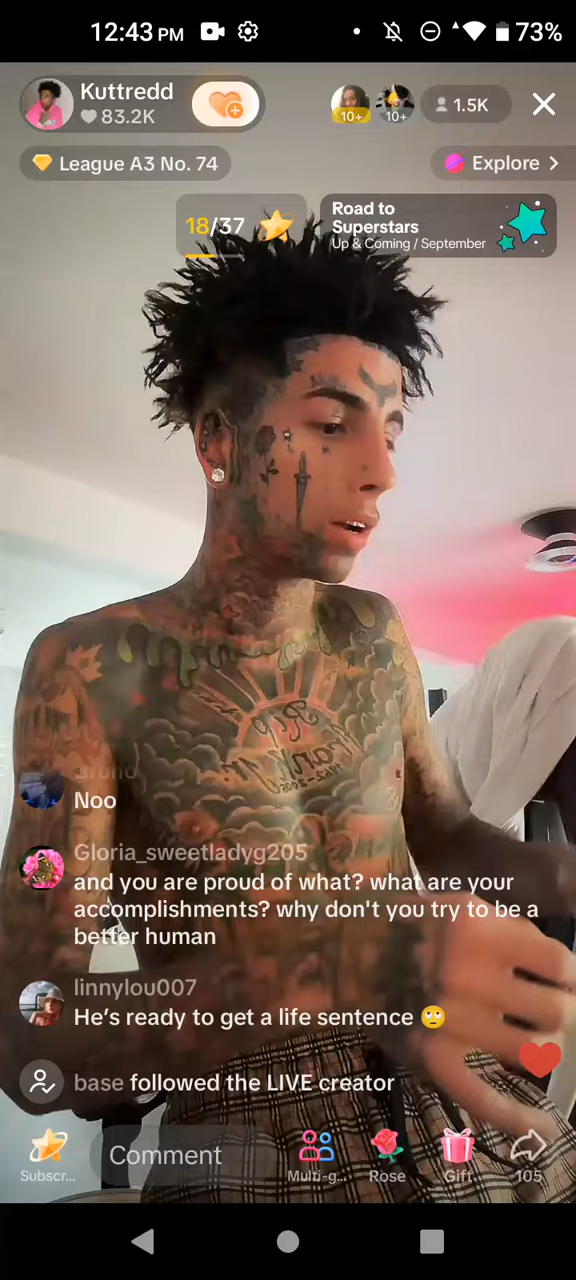 12:43 PM
73%
Kuttredd
83.2K
10+
10+
1.5K
League A3 No. 74
Explore >
18/37
Road to
Superstars
Up & Coming / September
Rip
Frank Jr.
Noo
Gloria_sweetladyg205
and you are proud of what? what are your
accomplishments? why don't you try to be a
better human
linnylou007
He's ready to get a life sentence 🙄
base followed the LIVE creator
Comment
Subscr...
Multi-g...
Rose
Gift
105